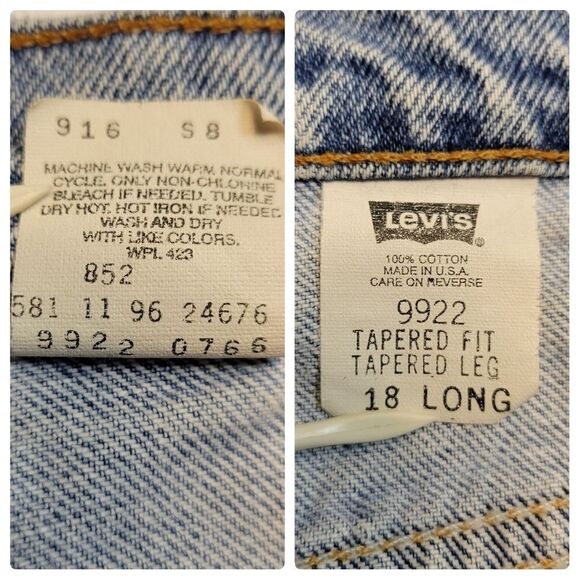 916 S8
MACHINE WASH WARM, NORMAL
CYCLE. ONLY NON-CHLORINE
BLEACH IF NEEDED. TUMBLE
DRY HOT. HOT IRON IF NEEDED.
WASH AND DRY
WITH LIKE COLORS.
WPL 423
852
581 11 96 24676
9922 0766
Levi's
®
100% COTTON
MADE IN U.S.A.
CARE ON REVERSE
9922
TAPERED FIT
TAPERED LEG
18 LONG